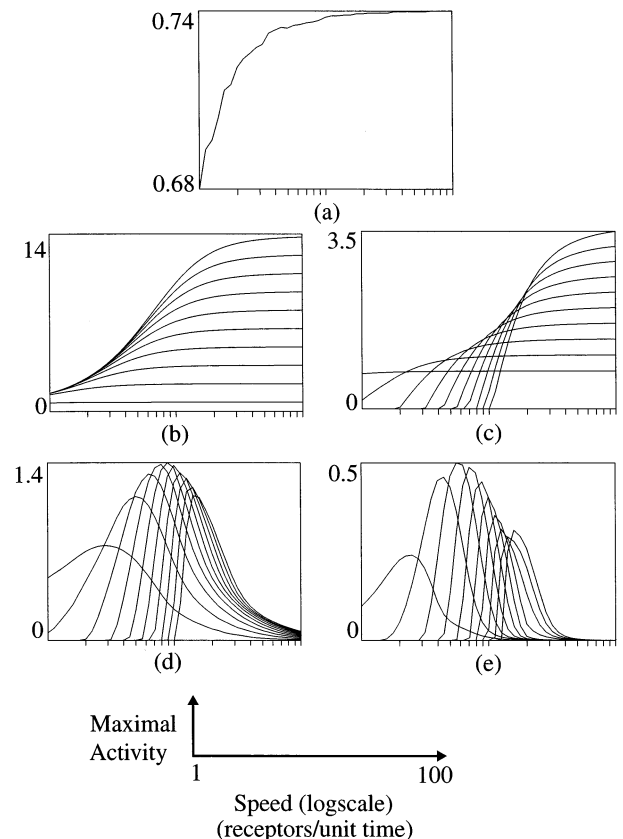 0.74
0.68
(a)
14
0
(b)
3.5
0
(c)
1.4
0
(d)
0.5
0
(e)
Maximal
Activity
1
100
Speed (logscale)
(receptors/unit time)